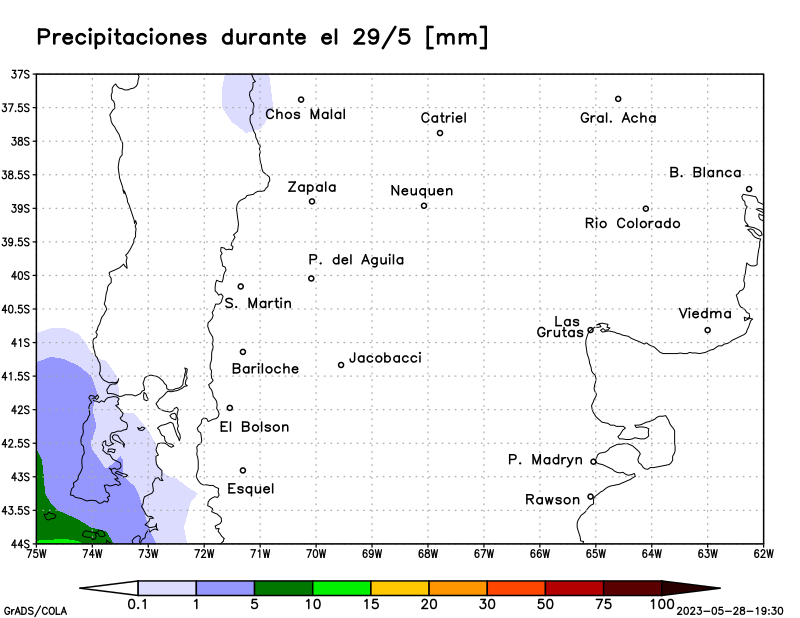 Precipitaciones durante el 29/5 [mm]
37S
37.5S
38S
38.5S
39S
39.5S
40S
40.5S
41S
41.5S
42S
42.5S
43S
43.5S
44S
Chos Malal
Catriel
Gral. Acha
B. Blanca
Zapala
Neuquen
Rio Colorado
P. del Aguila
S. Martin
Viedma
Las
Grutas
Bariloche
Jacobacci
El Bolson
P. Madryn
Esquel
Rawson
75W 74W 73W 72W 71W 70W 69W 68W 67W 66W 65W 64W 63W 62W
0.1 1 5 10 15 20 30 50 75 100
GrADS/COLA
2023-05-28-19:30